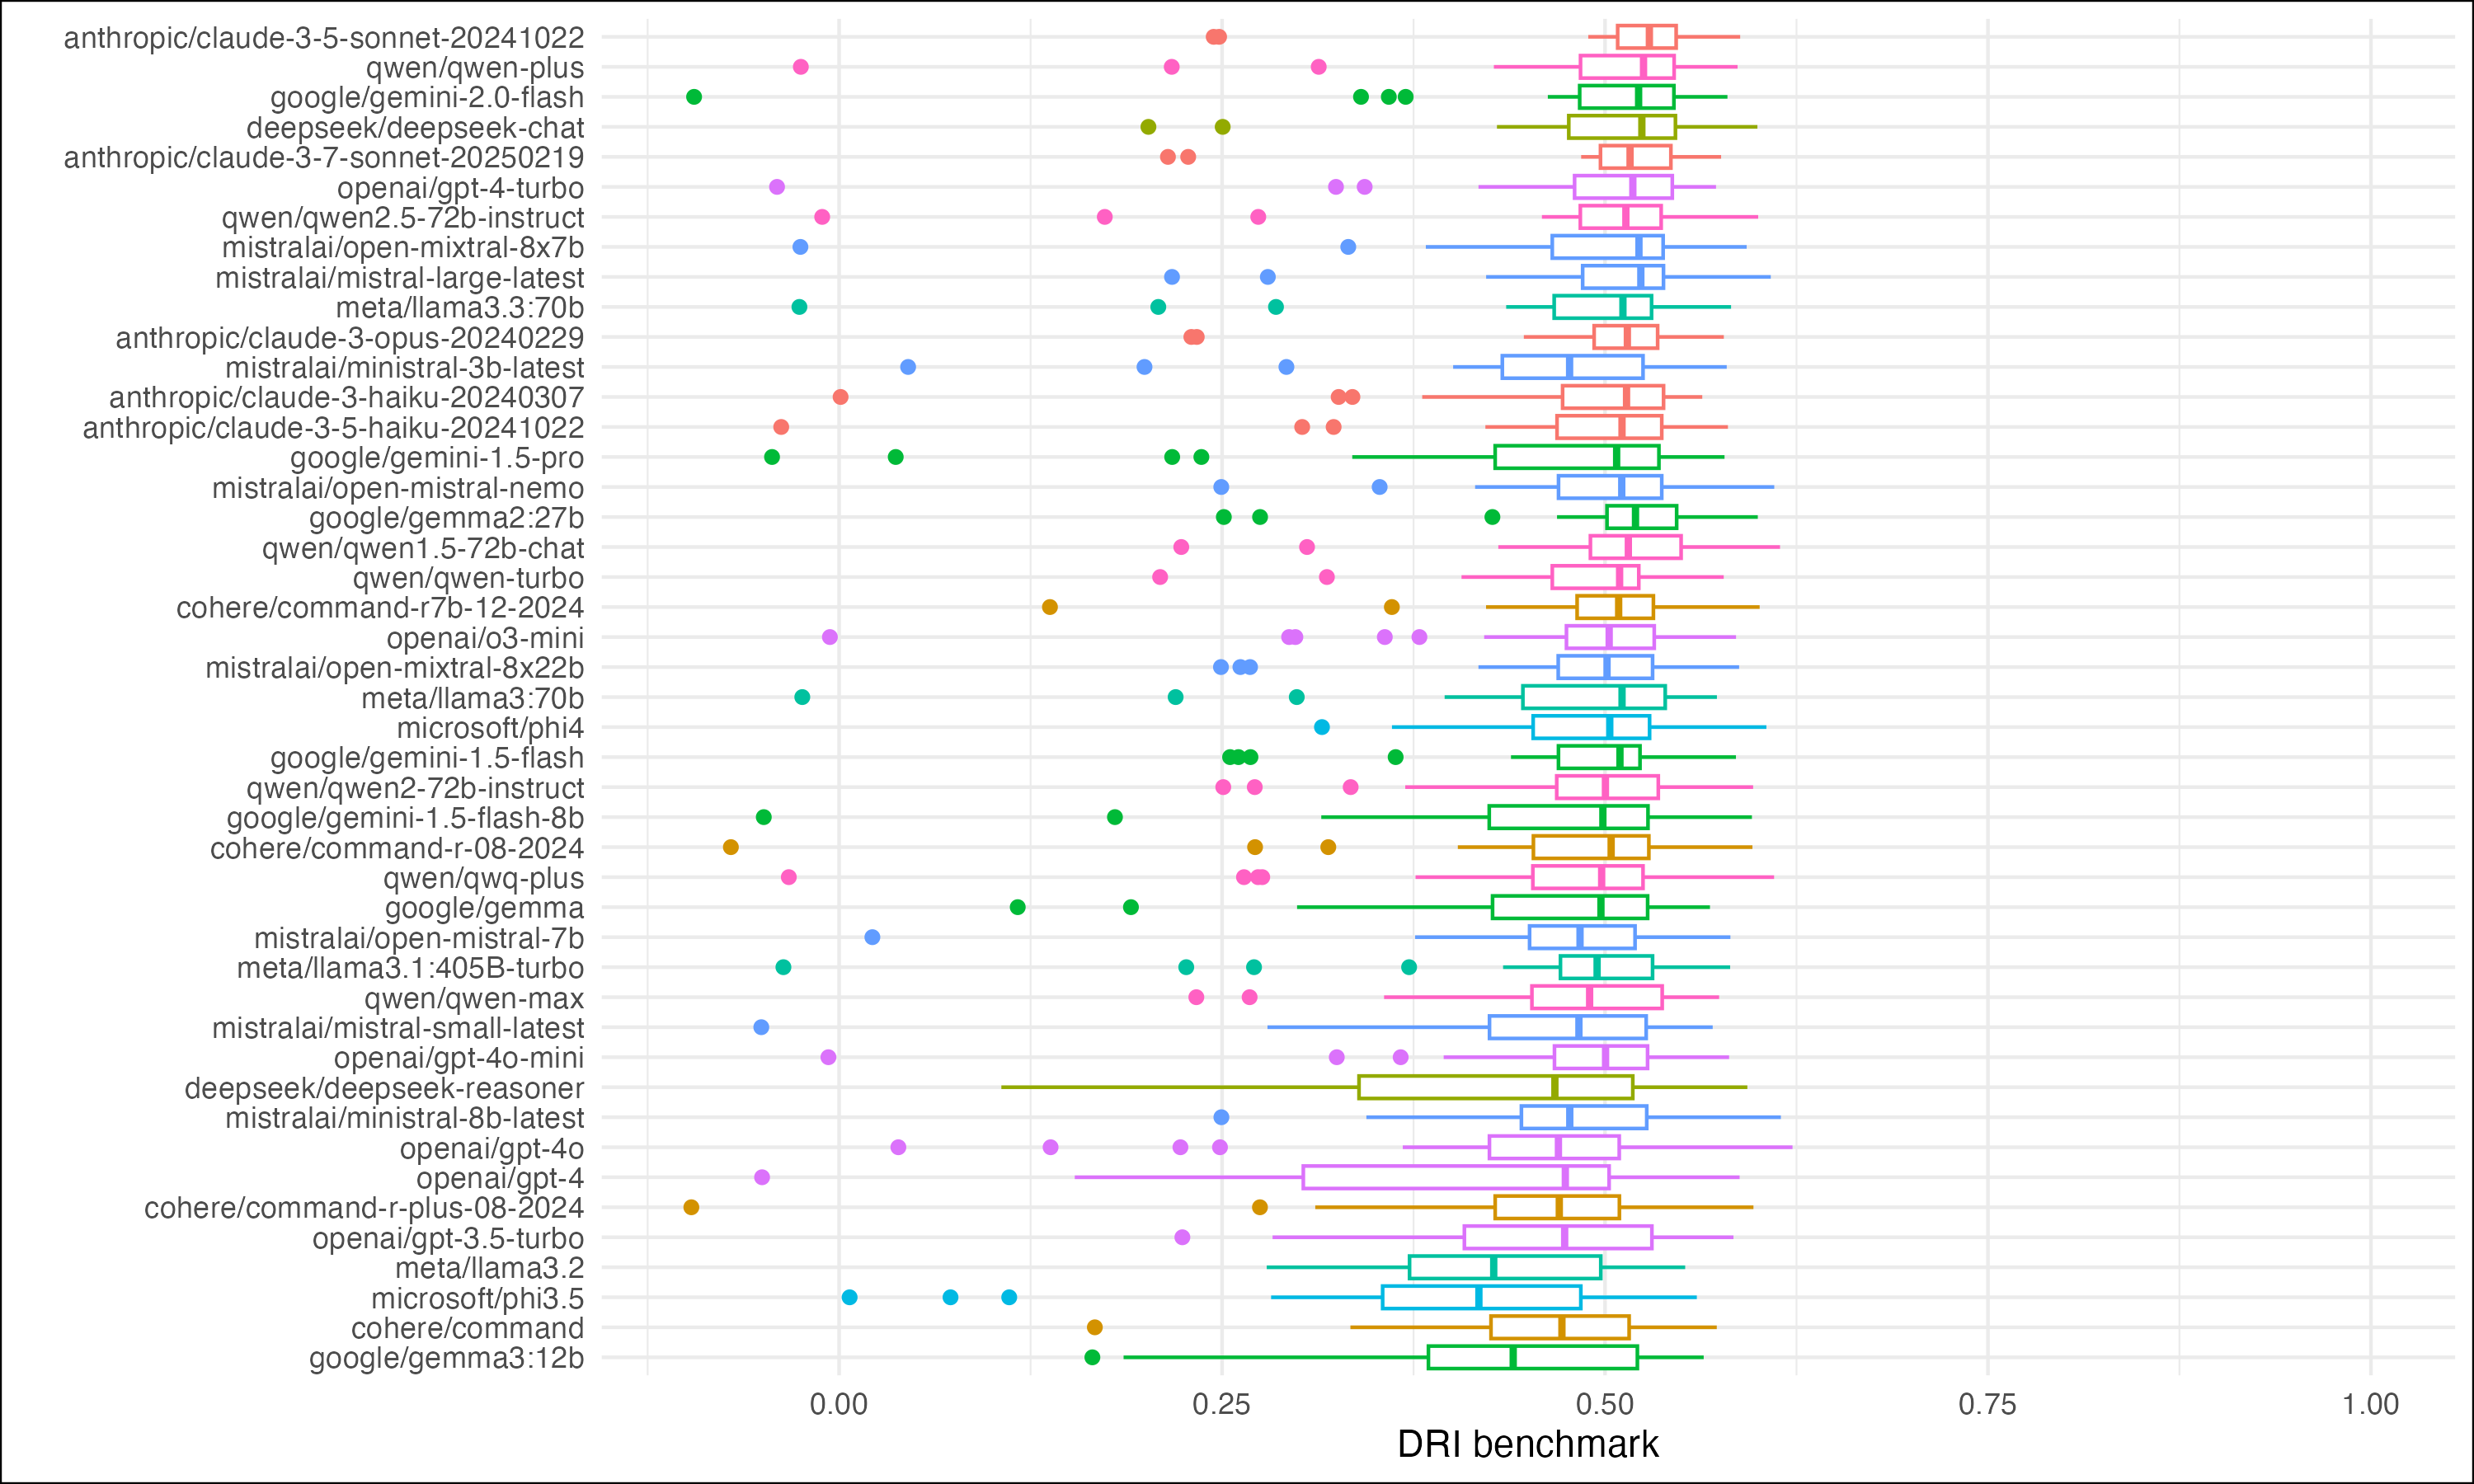 anthropic/claude-3-5-sonnet-20241022
qwen/qwen-plus
google/gemini-2.0-flash
deepseek/deepseek-chat
anthropic/claude-3-7-sonnet-20250219
openai/gpt-4-turbo
qwen/qwen2.5-72b-instruct
mistralai/open-mixtral-8x7b
mistralai/mistral-large-latest
meta/llama3.3:70b
anthropic/claude-3-opus-20240229
mistralai/ministral-3b-latest
anthropic/claude-3-haiku-20240307
anthropic/claude-3-5-haiku-20241022
google/gemini-1.5-pro
mistralai/open-mistral-nemo
google/gemma2:27b
qwen/qwen1.5-72b-chat
qwen/qwen-turbo
cohere/command-r7b-12-2024
openai/o3-mini
mistralai/open-mixtral-8x22b
meta/llama3:70b
microsoft/phi4
google/gemini-1.5-flash
qwen/qwen2-72b-instruct
google/gemini-1.5-flash-8b
cohere/command-r-08-2024
qwen/qwq-plus
google/gemma
mistralai/open-mistral-7b
meta/llama3.1:405B-turbo
qwen/qwen-max
mistralai/mistral-small-latest
openai/gpt-4o-mini
deepseek/deepseek-reasoner
mistralai/ministral-8b-latest
openai/gpt-4o
openai/gpt-4
cohere/command-r-plus-08-2024
openai/gpt-3.5-turbo
meta/llama3.2
microsoft/phi3.5
cohere/command
google/gemma3:12b
0.00 0.25 0.50 0.75 1.00
DRI benchmark